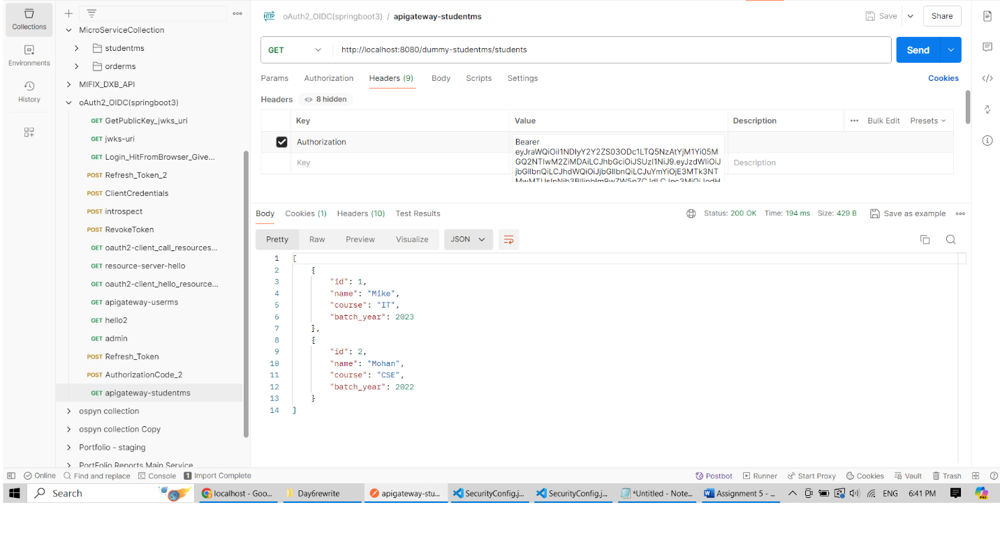 Collections
Environments
History
MicroServiceCollection
studentms
orderms
MIFIX_DXB_API
oAuth2_OIDC(springboot3)
GET GetPublicKey_jwks_uri
GET jwks-uri
GET Login_HitFromBrowser_Give...
POST Refresh_Token_2
POST ClientCredentials
POST introspect
POST RevokeToken
GET oauth2-client_call_resources...
GET resource-server-hello
GET oauth2-client_hello_resource...
GET apigateway-userms
GET hello2
GET admin
POST Refresh_Token
POST AuthorizationCode_2
GET apigateway-studentms
ospyn collection
ospyn collection Copy
Portfolio - staging
PortFolio Reports Main Service
HTTP oAuth2_OIDC(springboot3) / apigateway-studentms
Save Share
GET http://localhost:8080/dummy-studentms/students Send
Params Authorization Headers (9) Body Scripts Settings Cookies
Headers 8 hidden
Key Value Description Bulk Edit Presets
Authorization Bearer
eyJraWQiOiI1NDIyY2Y2ZS03ODc1LTQ5NzAtYjM1Yi05M
GQ2NTIwM2ZiMDAiLCJhbGciOiJSUzI1NiJ9.eyJzdWIiOiJ
jbGllbnQiLCJhdWQiOiJjbGllbnQiLCJuYmYiOjE3MTk3NT
Key Description
Body Cookies (1) Headers (10) Test Results Status: 200 OK Time: 194 ms Size: 429 B Save as example
Pretty Raw Preview Visualize JSON
1 [
2 {
3 "id": 1,
4 "name": "Mike",
5 "course": "IT",
6 "batch_year": 2023
7 },
8 {
9 "id": 2,
10 "name": "Mohan",
11 "course": "CSE",
12 "batch_year": 2022
13 }
14 ]
Online Find and replace Console 1 Import Complete Postbot Runner Start Proxy Cookies Vault Trash
Search localhost - Goo... Day6rewrite apigateway-stu... SecurityConfig.j... SecurityConfig.j... *Untitled - Note... Assignment 5 - ... ENG 6:41 PM